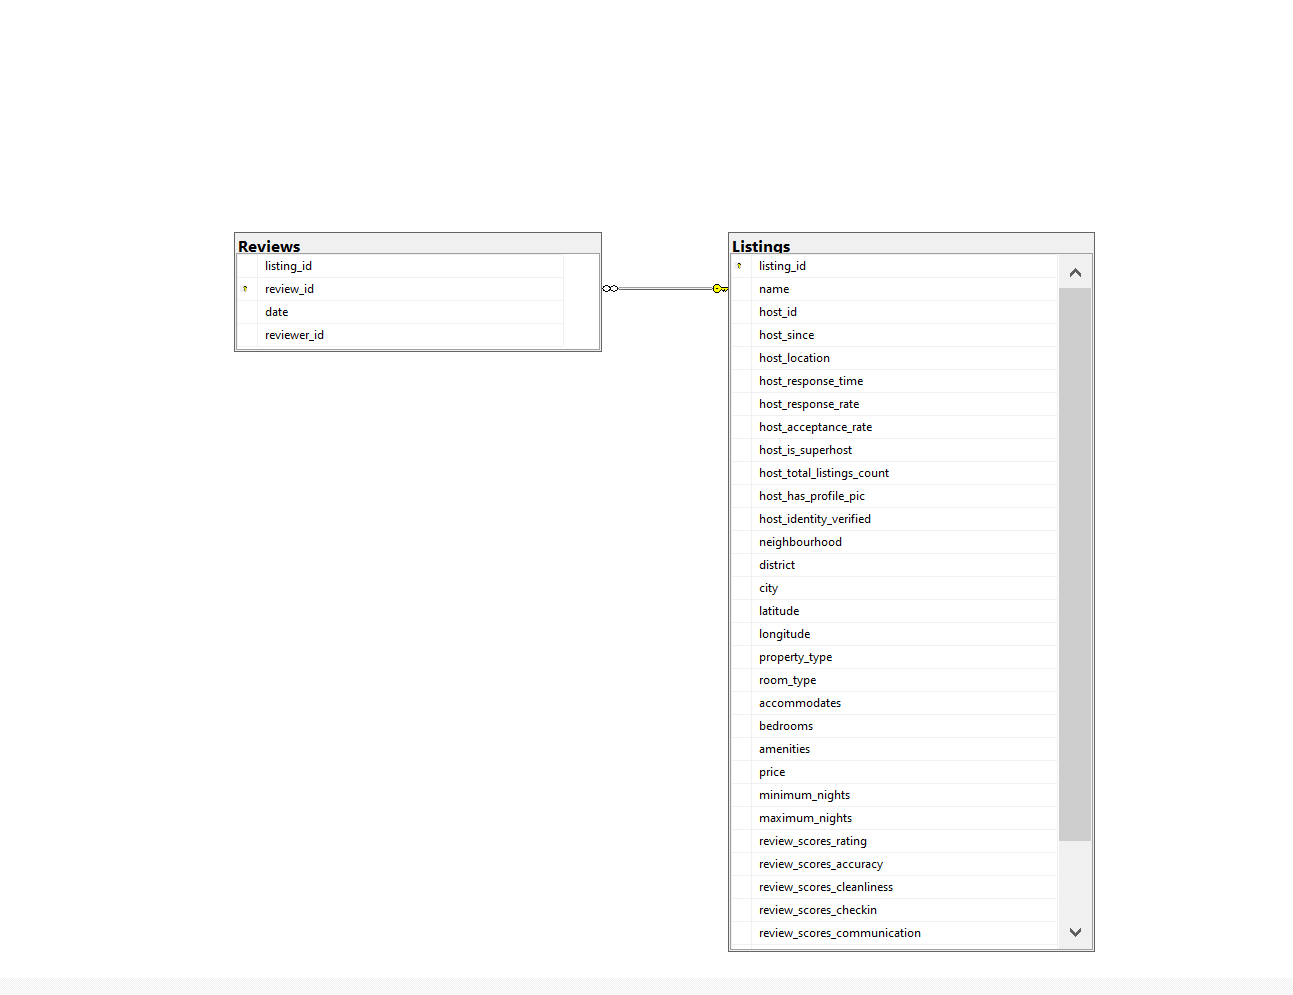 Reviews
listing_id
review_id
date
reviewer_id
Listings
listing_id
name
host_id
host_since
host_location
host_response_time
host_response_rate
host_acceptance_rate
host_is_superhost
host_total_listings_count
host_has_profile_pic
host_identity_verified
neighbourhood
district
city
latitude
longitude
property_type
room_type
accommodates
bedrooms
amenities
price
minimum_nights
maximum_nights
review_scores_rating
review_scores_accuracy
review_scores_cleanliness
review_scores_checkin
review_scores_communication